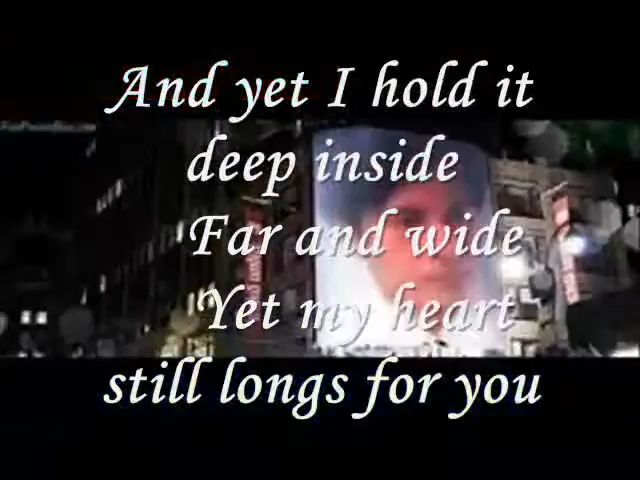 And yet I hold it
deep inside
Far and wide
Yet my heart
still longs for you